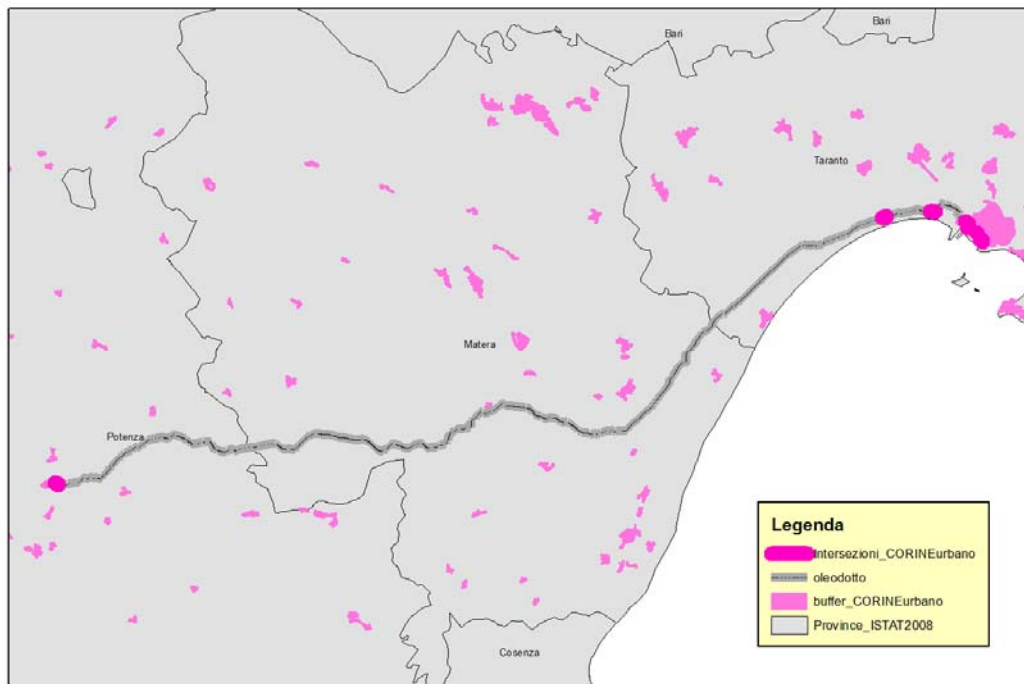 Bari
Bari
Taranto
Matera
Potenza
Cosenza
Legenda
Intersezioni_CORINEurbano
oleodotto
buffer_CORINEurbano
Province_ISTAT2008